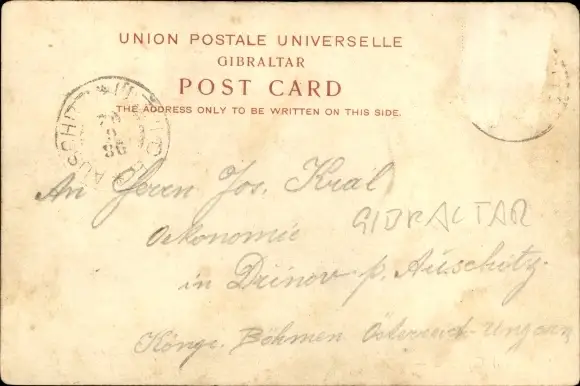 UNION POSTALE UNIVERSELLE
GIBRALTAR
POST CARD
THE ADDRESS ONLY TO BE WRITTEN ON THIS SIDE.
An Herrn Jos. Král
Oekonomie
GIBRALTAR
in Drinov p. Auschitz.
Königr. Böhmen Österreich-Ungarn